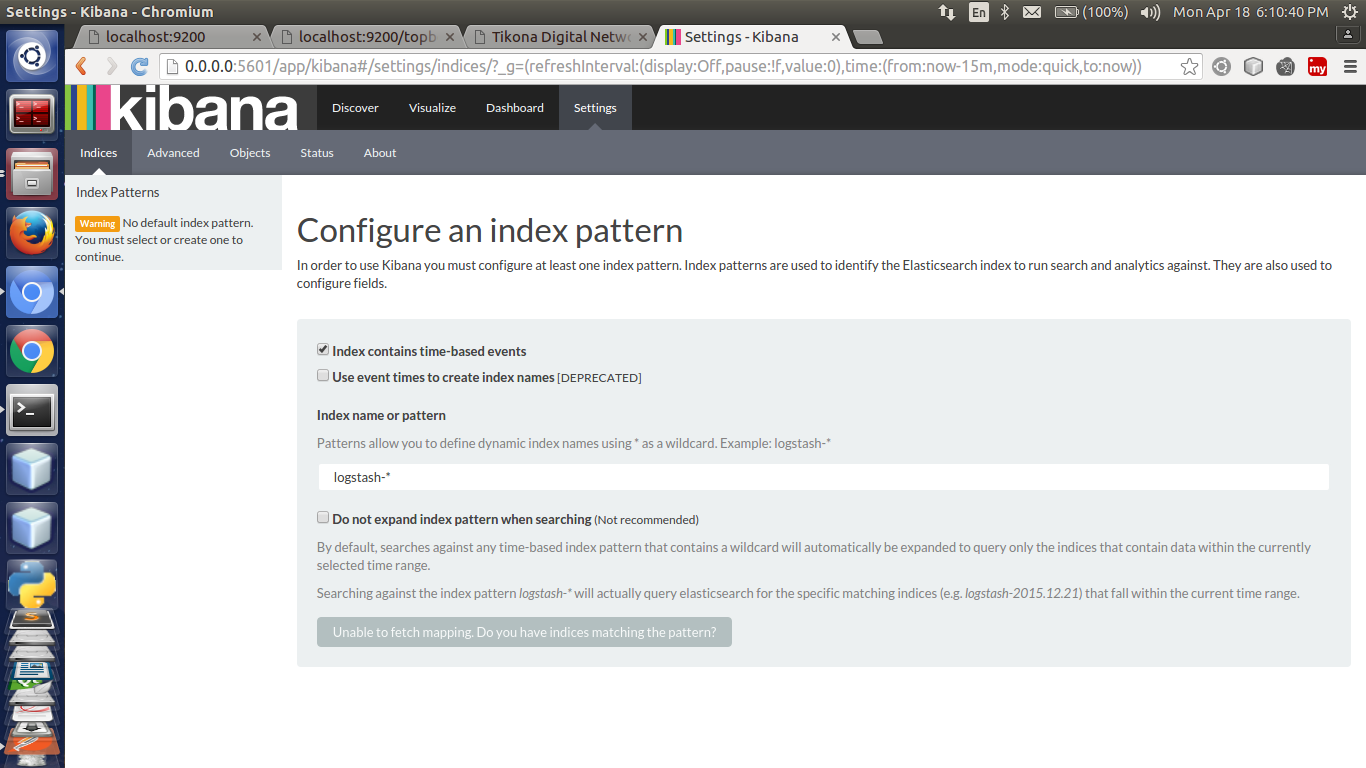 Settings - Kibana - Chromium
En
(100%)
Mon Apr 18 6:10:40 PM
localhost:9200
localhost:9200/topb
Tikona Digital Netw
Settings - Kibana
0.0.0.0:5601/app/kibana#/settings/indices/?_g=(refreshInterval:(display:Off,pause:!f,value:0),time:(from:now-15m,mode:quick,to:now))
my
kibana
Discover
Visualize
Dashboard
Settings
Indices
Advanced
Objects
Status
About
Index Patterns
Warning No default index pattern.
You must select or create one to
continue.
Configure an index pattern
In order to use Kibana you must configure at least one index pattern. Index patterns are used to identify the Elasticsearch index to run search and analytics against. They are also used to
configure fields.
Index contains time-based events
Use event times to create index names [DEPRECATED]
Index name or pattern
Patterns allow you to define dynamic index names using * as a wildcard. Example: logstash-*
logstash-*
Do not expand index pattern when searching (Not recommended)
By default, searches against any time-based index pattern that contains a wildcard will automatically be expanded to query only the indices that contain data within the currently
selected time range.
Searching against the index pattern logstash-* will actually query elasticsearch for the specific matching indices (e.g. logstash-2015.12.21) that fall within the current time range.
Unable to fetch mapping. Do you have indices matching the pattern?